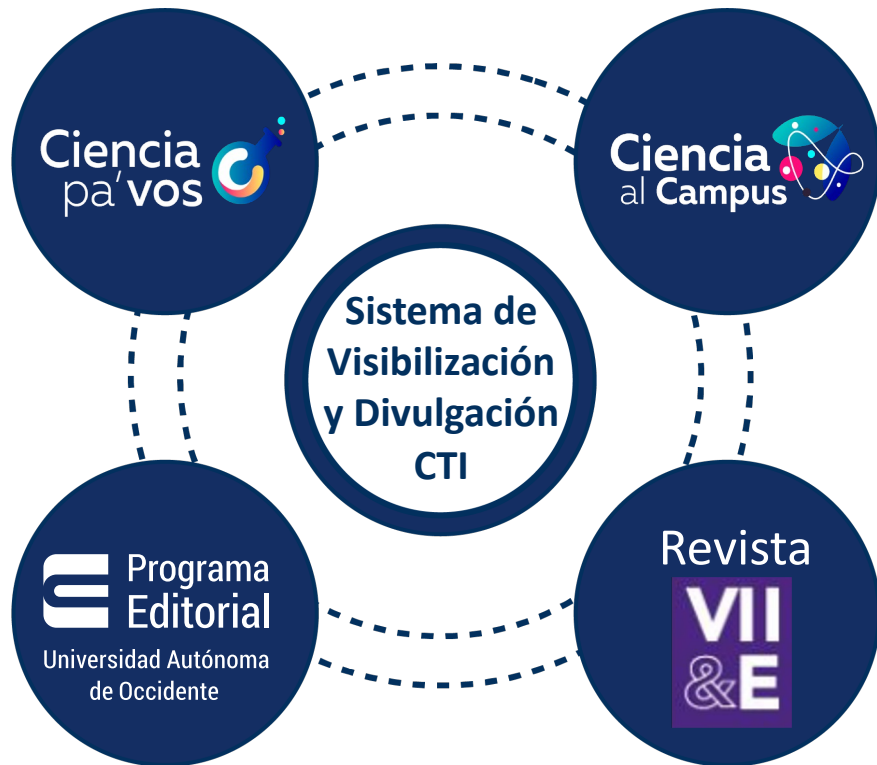 Ciencia
pa' vos
Ciencia
al Campus
Sistema de
Visibilización
y Divulgación
CTI
Programa
Editorial
Universidad Autónoma
de Occidente
Revista
VII
&E